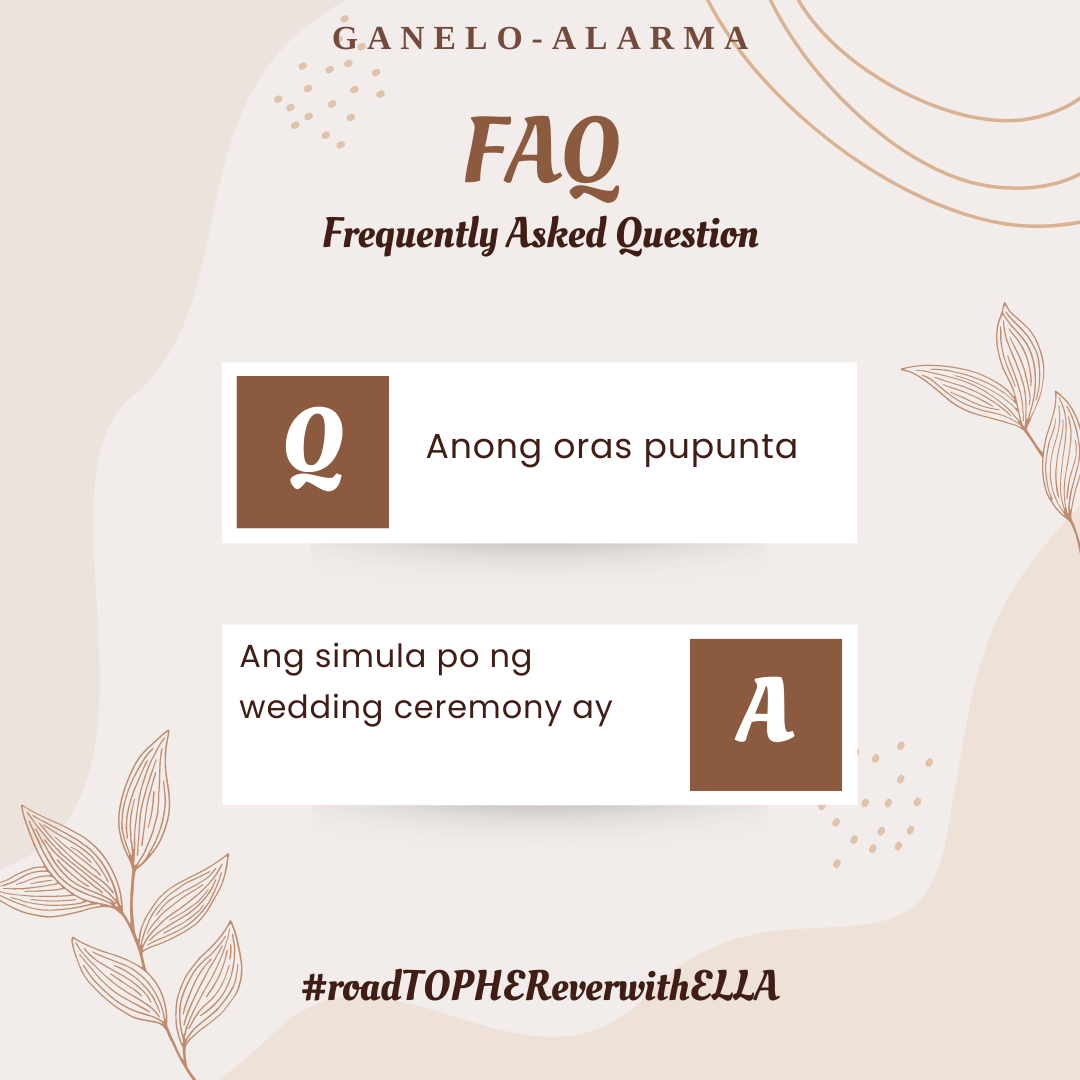 GANELO-ALARMA
FAQ
Frequently Asked Question
Q
Anong oras pupunta
Ang simula po ng
wedding ceremony ay
A
#roadTOPHEReverwithELLA